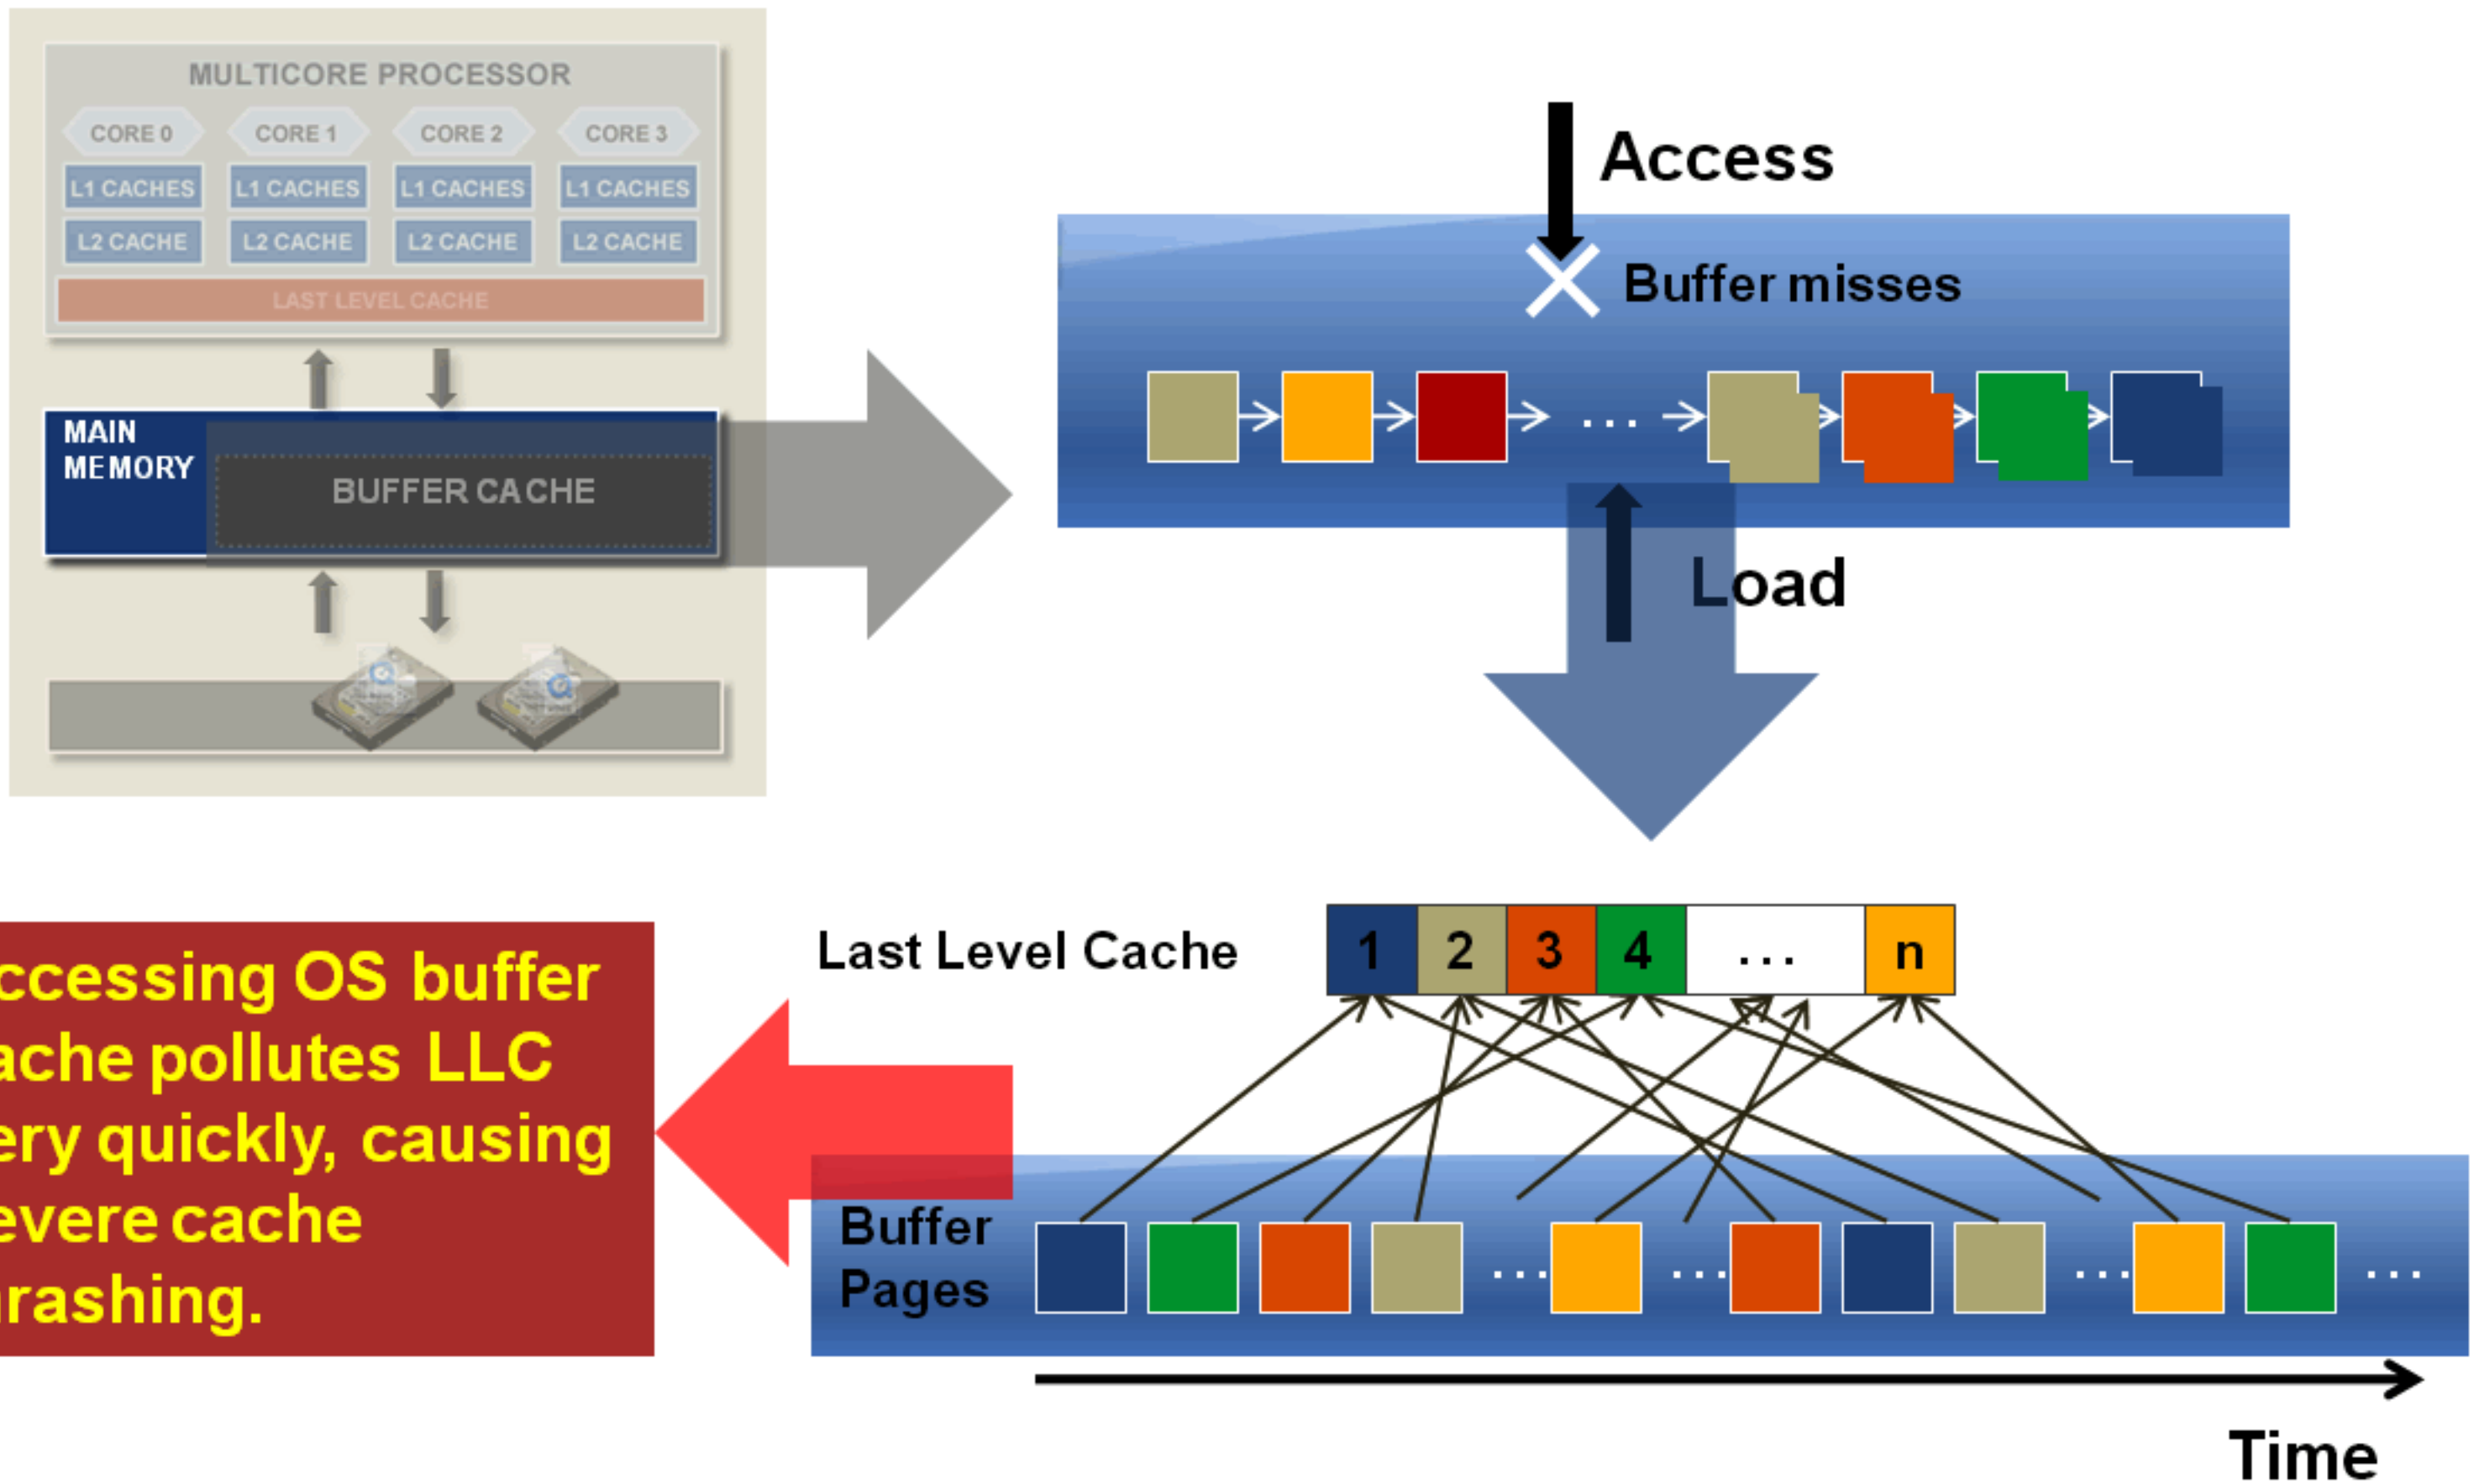 MULTICORE PROCESSOR
CORE 0 CORE 1 CORE 2 CORE 3
L1 CACHES L1 CACHES L1 CACHES L1 CACHES
L2 CACHE L2 CACHE L2 CACHE L2 CACHE
LAST LEVEL CACHE
MAIN
MEMORY
BUFFER CACHE
Access
Buffer misses
...
Load
Last Level Cache
1 2 3 4 ... n
ccessing OS buffer
ache pollutes LLC
ery quickly, causing
evere cache
hrashing.
Buffer
Pages
... ... ... ...
Time